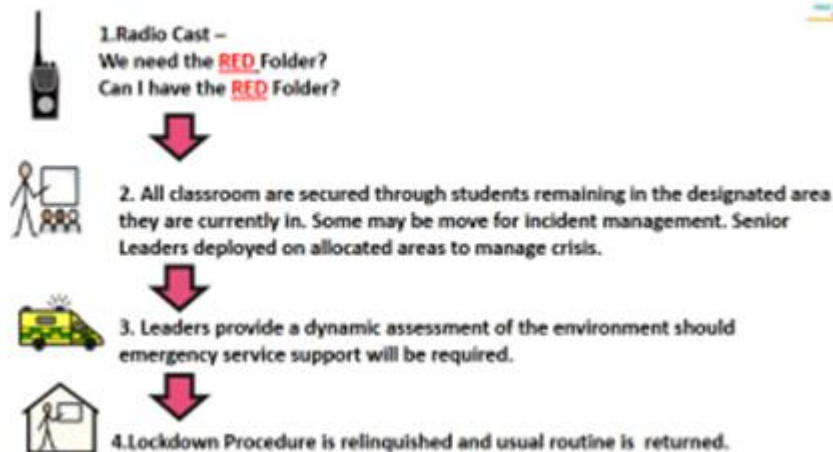 1.Radio Cast –
We need the RED Folder?
Can I have the RED Folder?
2. All classroom are secured through students remaining in the designated area
they are currently in. Some may be move for incident management. Senior
Leaders deployed on allocated areas to manage crisis.
3. Leaders provide a dynamic assessment of the environment should
emergency service support will be required.
4.Lockdown Procedure is relinquished and usual routine is returned.